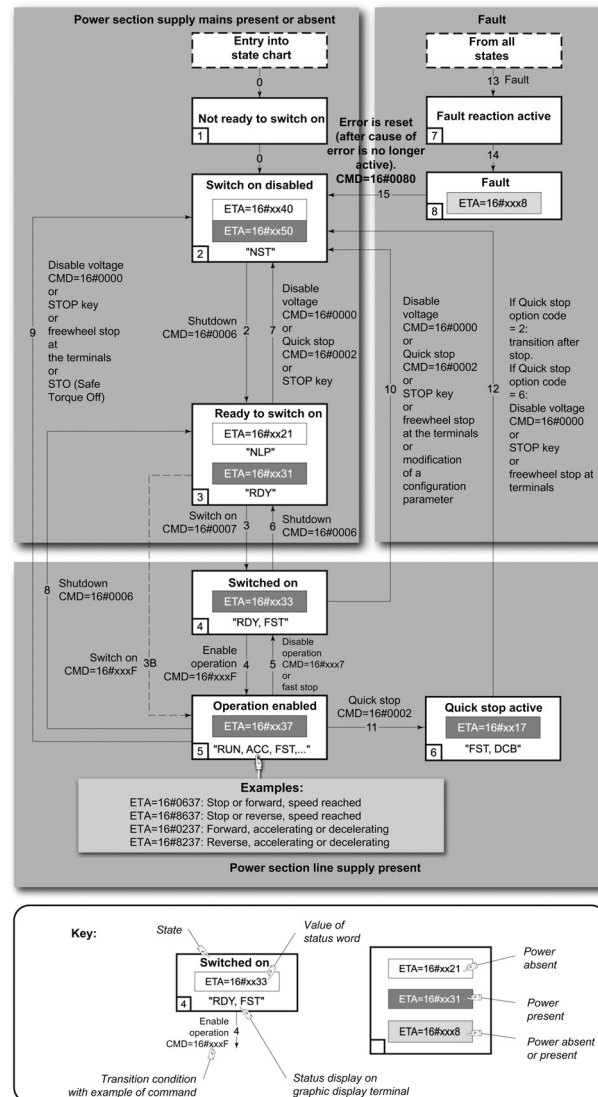 Power section supply mains present or absent
Entry into
state chart
0
Not ready to switch on
1
0
Switch on disabled
ETA=16#xx40
ETA=16#xx50
"NST"
2
9
Disable voltage
CMD=16#0000
or
STOP key
or
freewheel stop
at
the terminals
or
STO (Safe
Torque Off)
Shutdown
CMD=16#0006
2
7
Disable
voltage
CMD=16#0000
or
Quick stop
CMD=16#0002
or
STOP key
Ready to switch on
ETA=16#xx21
"NLP"
ETA=16#xx31
"RDY"
3
Switch on
CMD=16#0007
3
6
Shutdown
CMD=16#0006
Fault
From all
states
13 Fault
Fault reaction active
7
14
Fault
ETA=16#xxx8
8
Error is reset
(after cause of
error is no longer
active).
CMD=16#0080
15
10
Disable
voltage
CMD=16#0000
or
Quick stop
CMD=16#0002
or
STOP key
or
freewheel stop
at the terminals
or
modification
of a
configuration
parameter
12
If Quick stop
option code
= 2:
transition after
stop.
If Quick stop
option code
= 6:
Disable voltage
CMD=16#0000
or
STOP key
or
freewheel stop at
terminals
8
Shutdown
CMD=16#0006
Switched on
ETA=16#xx33
"RDY, FST"
4
Switch on
CMD=16#xxxF
3B
Enable
operation
CMD=16#xxxF
4
5
Disable
operation
CMD=16#xxx7
or
fast stop
Operation enabled
ETA=16#xx37
"RUN, ACC, FST,..."
5
Quick stop
CMD=16#0002
11
Quick stop active
ETA=16#xx17
"FST, DCB"
6
Examples:
ETA=16#0637: Stop or forward, speed reached
ETA=16#8637: Stop or reverse, speed reached
ETA=16#0237: Forward, accelerating or decelerating
ETA=16#8237: Reverse, accelerating or decelerating
Power section line supply present
Key:
State
Value of
status word
Switched on
ETA=16#xx33
"RDY, FST"
4
Enable
operation
CMD=16#xxxF
4
Transition condition
with example of command
Status display on
graphic display terminal
ETA=16#xx21
Power
absent
ETA=16#xx31
Power
present
ETA=16#xxx8
Power absent
or present